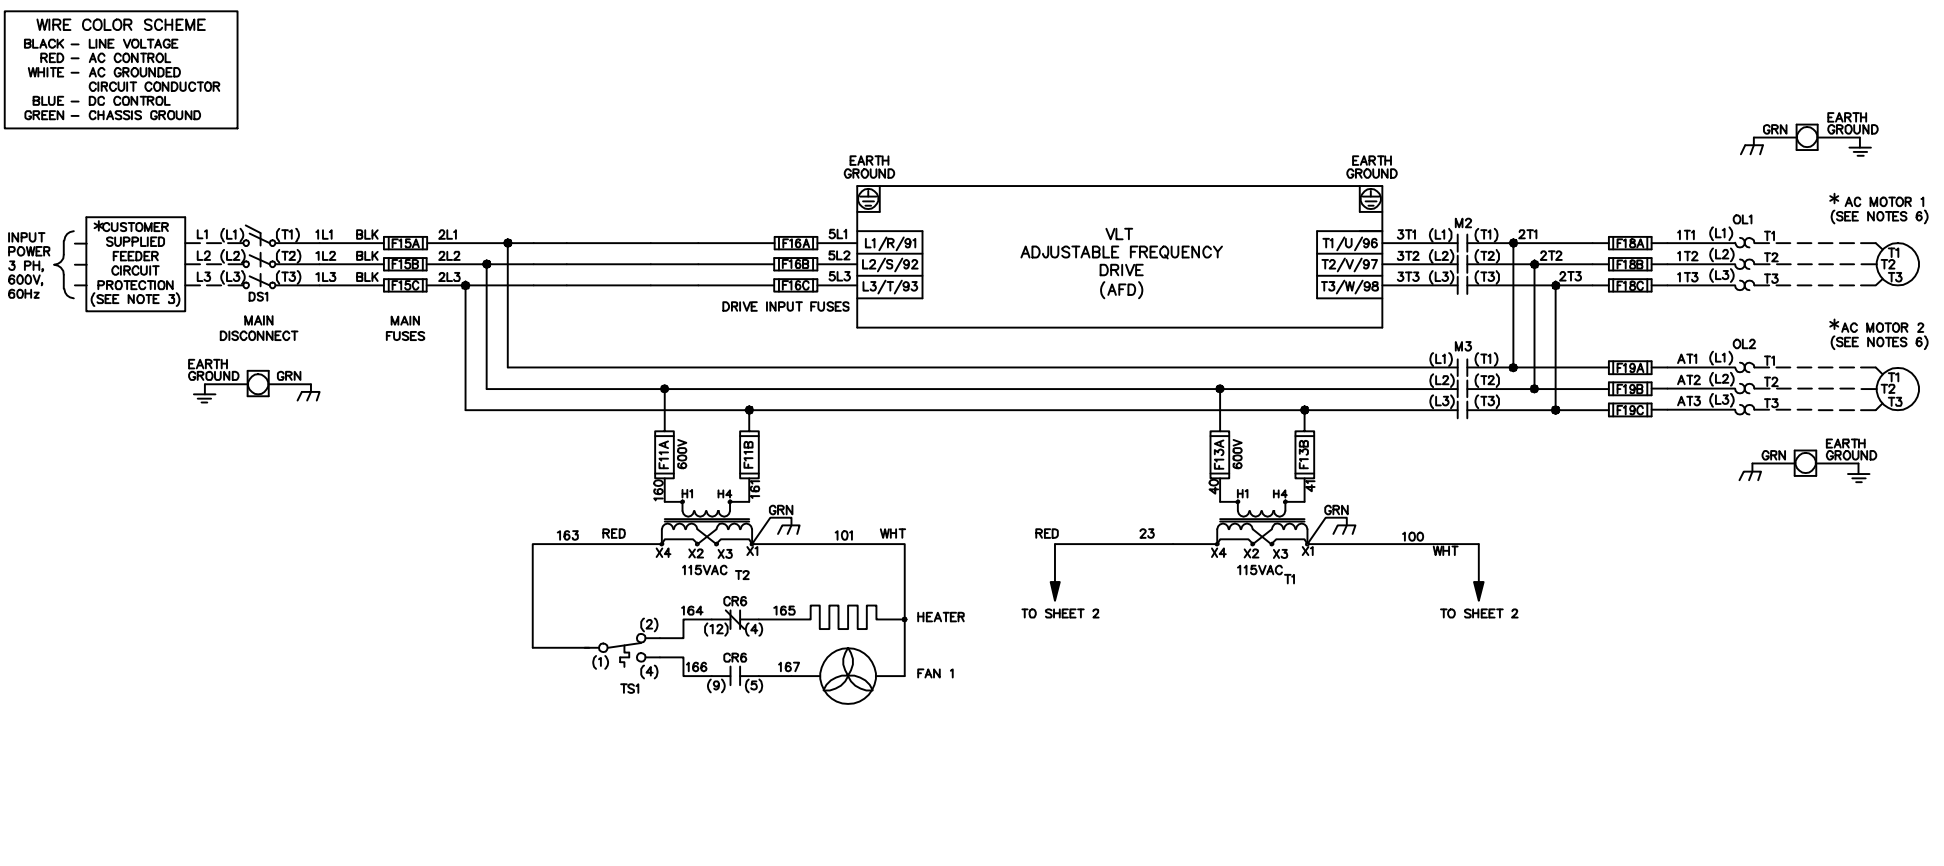 WIRE COLOR SCHEME
BLACK – LINE VOLTAGE
RED – AC CONTROL
WHITE – AC GROUNDED
CIRCUIT CONDUCTOR
BLUE – DC CONTROL
GREEN – CHASSIS GROUND
GRN
EARTH
GROUND
INPUT
POWER
3 PH,
600V,
60Hz
*CUSTOMER
SUPPLIED
FEEDER
CIRCUIT
PROTECTION
(SEE NOTE 3)
L1 (L1) (T1) 1L1 BLK F15A 2L1
L2 (L2) (T2) 1L2 BLK F15B 2L2
L3 (L3) (T3) 1L3 BLK F15C 2L3
DS1
MAIN
DISCONNECT
MAIN
FUSES
EARTH
GROUND
GRN
F16A 5L1
F16B 5L2
F16C 5L3
DRIVE INPUT FUSES
EARTH
GROUND
L1/R/91
L2/S/92
L3/T/93
VLT
ADJUSTABLE FREQUENCY
DRIVE
(AFD)
EARTH
GROUND
T1/U/96
T2/V/97
T3/W/98
M2
3T1 (L1) (T1) 2T1
3T2 (L2) (T2) 2T2
3T3 (L3) (T3) 2T3
OL1
F18A 1T1 (L1) T1
F18B 1T2 (L2) T2
F18C 1T3 (L3) T3
* AC MOTOR 1
(SEE NOTES 6)
T1
T2
T3
M3
(L1) (T1)
(L2) (T2)
(L3) (T3)
OL2
F19A AT1 (L1) T1
F19B AT2 (L2) T2
F19C AT3 (L3) T3
*AC MOTOR 2
(SEE NOTES 6)
T1
T2
T3
GRN
EARTH
GROUND
F11A
600V
F11B
160
161
H1 H4
GRN
163 RED
X4 X2 X3 X1
101 WHT
115VAC T2
164 CR6 165
(12) (4)
HEATER
(2)
(1)
(4)
TS1
166 CR6 167
(9) (5)
FAN 1
F13A
600V
F13B
40
41
H1 H4
GRN
RED 23
X4 X2 X3 X1
100
WHT
115VAC T1
TO SHEET 2
TO SHEET 2